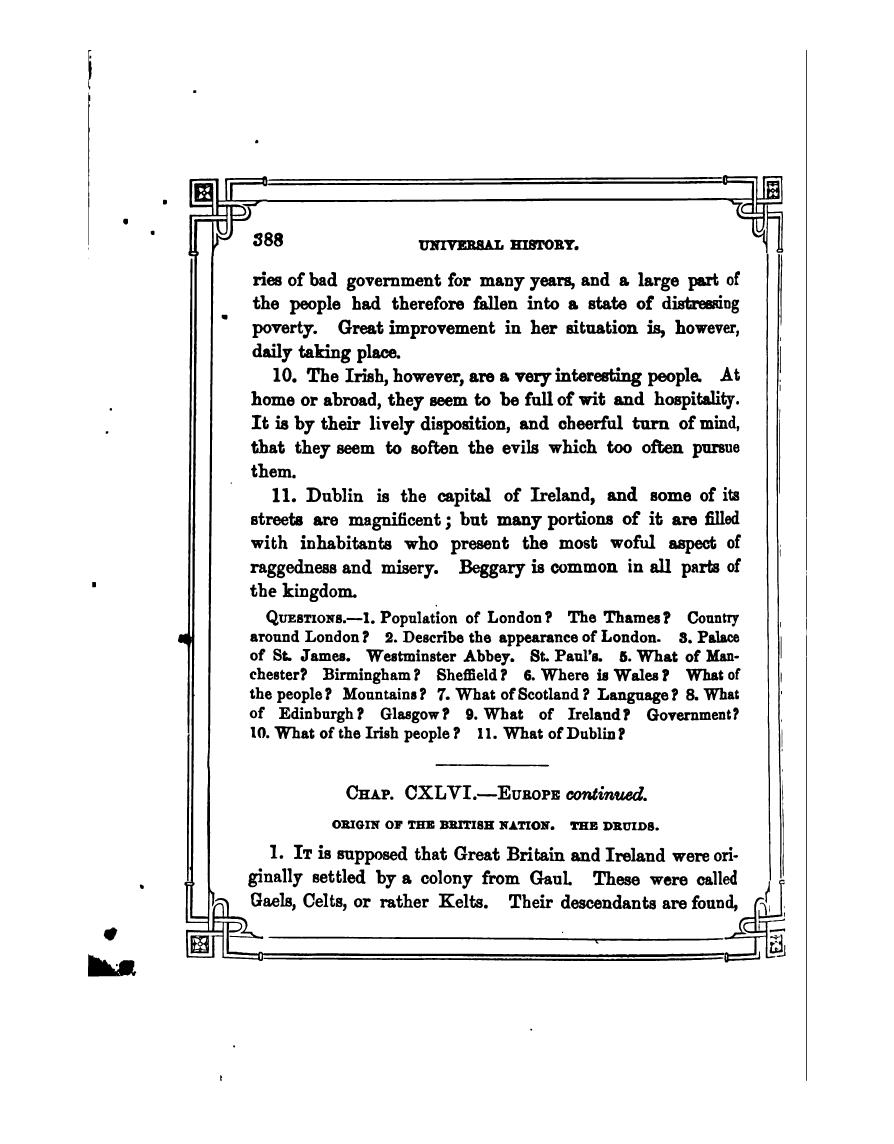 388
UNIVERSAL HISTORY.
ries of bad government for many years, and a large part of
the people had therefore fallen into a state of distressing
poverty. Great improvement in her situation is, however,
daily taking place.
10. The Irish, however, are a very interesting people. At
home or abroad, they seem to be full of wit and hospitality.
It is by their lively disposition, and cheerful turn of mind,
that they seem to soften the evils which too often pursue
them.
11. Dublin is the capital of Ireland, and some of its
streets are magnificent; but many portions of it are filled
with inhabitants who present the most woful aspect of
raggedness and misery. Beggary is common in all parts of
the kingdom.
QUESTIONS.—1. Population of London? The Thames? Country
around London? 2. Describe the appearance of London. 3. Palace
of St. James. Westminster Abbey. St. Paul's. 5. What of Man-
chester? Birmingham? Sheffield? 6. Where is Wales? What of
the people? Mountains? 7. What of Scotland? Language? 8. What
of Edinburgh? Glasgow? 9. What of Ireland? Government?
10. What of the Irish people? 11. What of Dublin?
CHAP. CXLVI.—EUROPE continued.
ORIGIN OF THE BRITISH NATION. THE DRUIDS.
1. IT is supposed that Great Britain and Ireland were ori-
ginally settled by a colony from Gaul. These were called
Gaels, Celts, or rather Kelts. Their descendants are found,